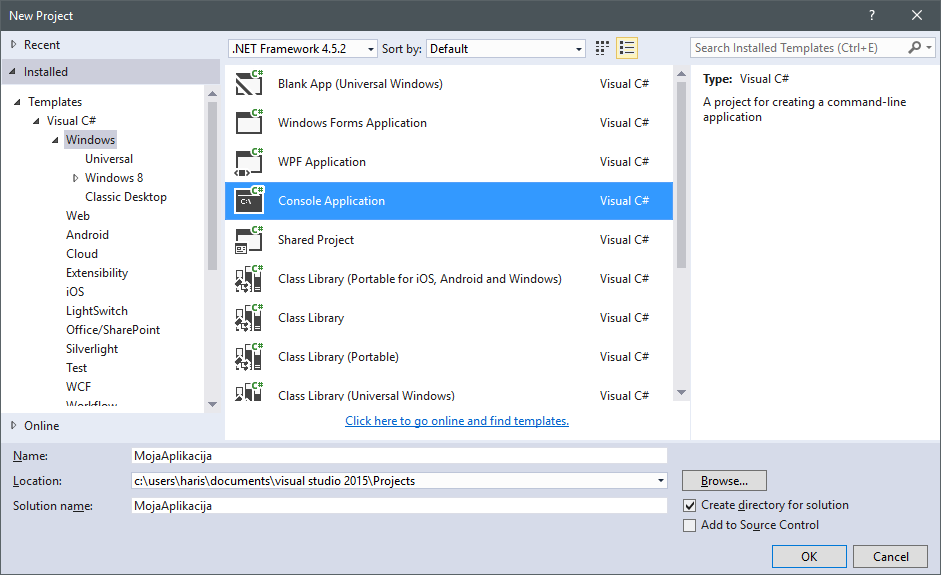 New Project
Recent
Installed
Templates
Visual C#
Windows
Universal
Windows 8
Classic Desktop
Web
Android
Cloud
Extensibility
iOS
LightSwitch
Office/SharePoint
Silverlight
Test
WCF
Workflow
Online
.NET Framework 4.5.2 Sort by: Default
Blank App (Universal Windows) Visual C#
Windows Forms Application Visual C#
WPF Application Visual C#
Console Application Visual C#
Shared Project Visual C#
Class Library (Portable for iOS, Android and Windows) Visual C#
Class Library Visual C#
Class Library (Portable) Visual C#
Class Library (Universal Windows) Visual C#
Click here to go online and find templates.
Search Installed Templates (Ctrl+E)
Type: Visual C#
A project for creating a command-line
application
Name: MojaAplikacija
Location: c:\users\haris\documents\visual studio 2015\Projects
Browse...
Solution name: MojaAplikacija
Create directory for solution
Add to Source Control
OK Cancel